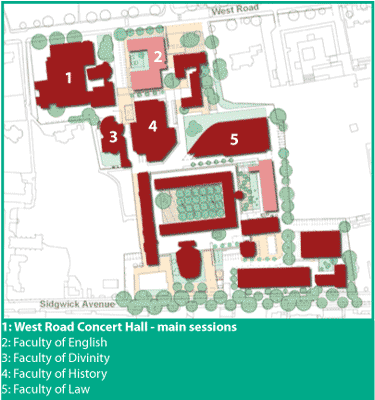 West Road
1
2
3
4
5
Sidgwick Avenue
1: West Road Concert Hall - main sessions
2: Faculty of English
3: Faculty of Divinity
4: Faculty of History
5: Faculty of Law